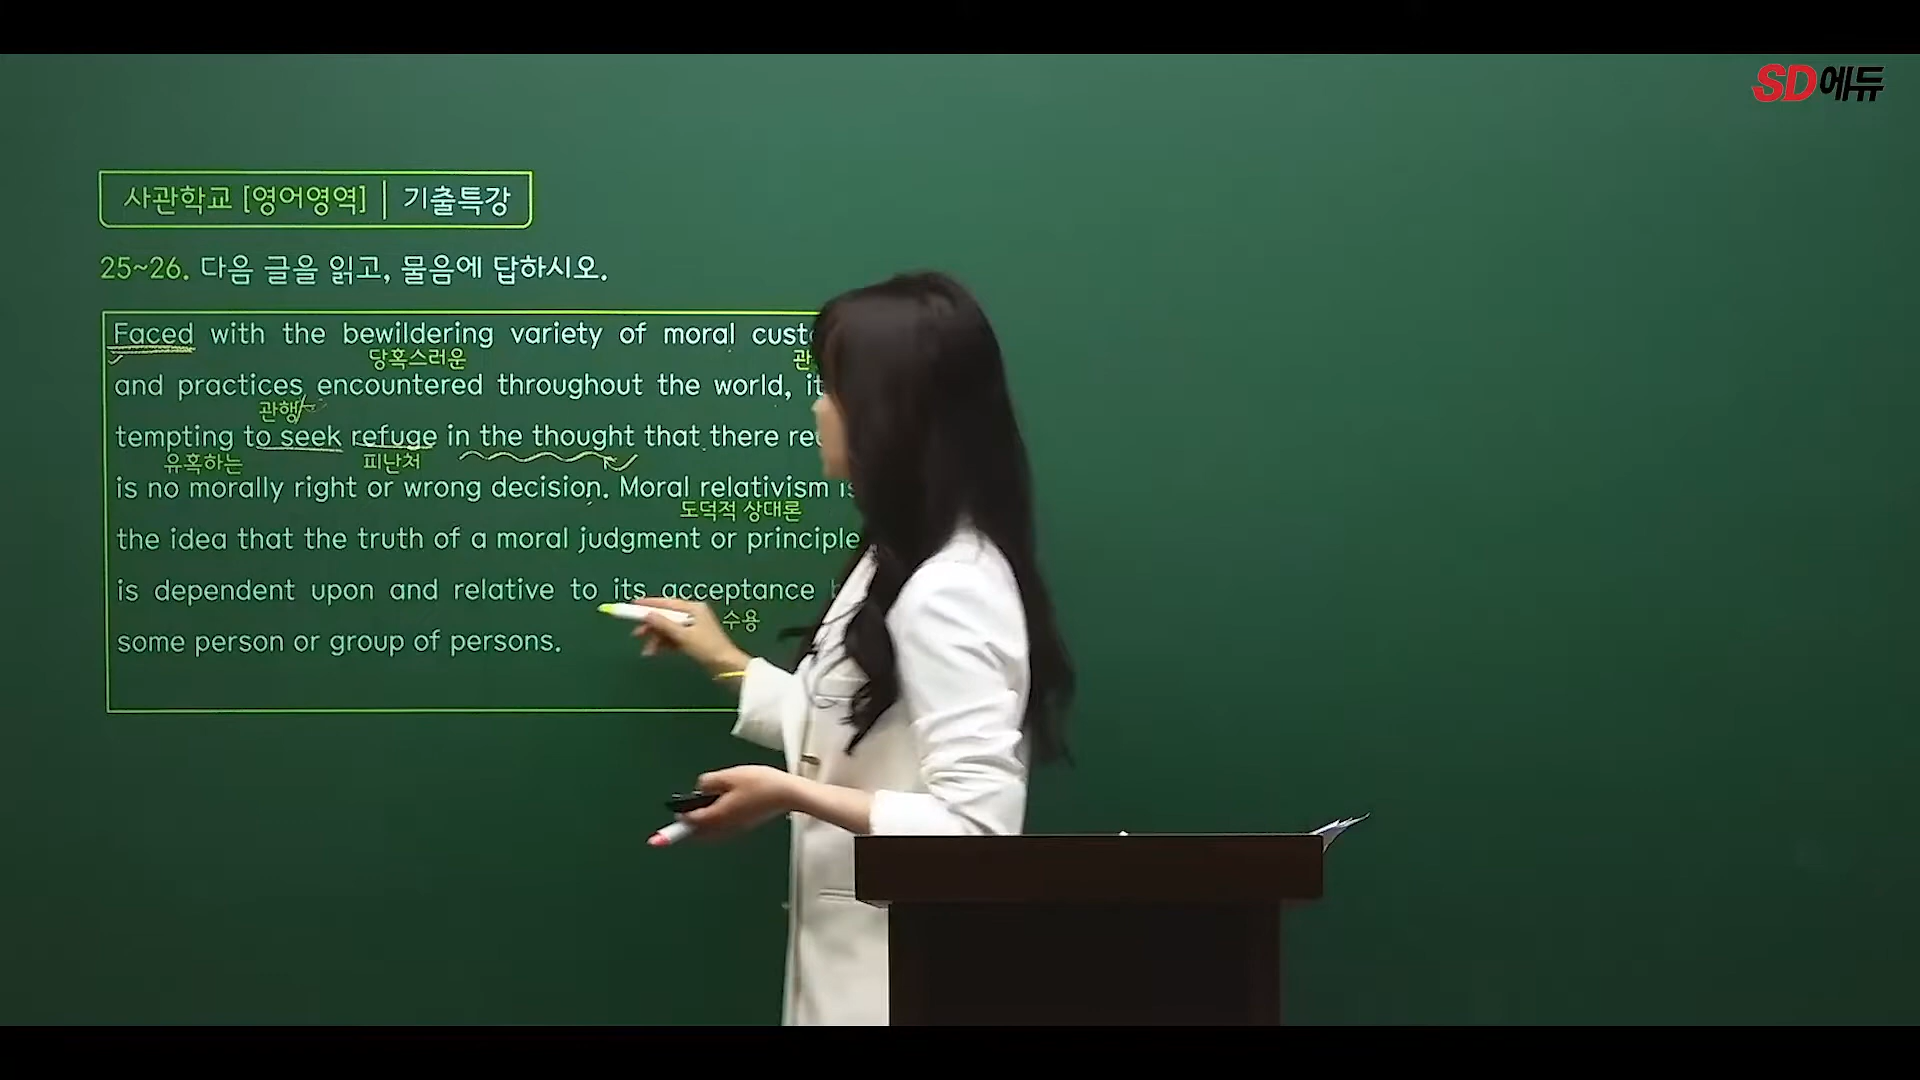 SD에듀
사관학교 [영어영역] | 기출특강
25~26. 다음 글을 읽고, 물음에 답하시오.
Faced with the bewildering variety of moral
당혹스러운
and practices encountered throughout the world,
관행
tempting to seek refuge in the thought that there
유혹하는 피난처
is no morally right or wrong decision. Moral relativism
도덕적 상대론
the idea that the truth of a moral judgment or principle
is dependent upon and relative to its acceptance
수용
some person or group of persons.